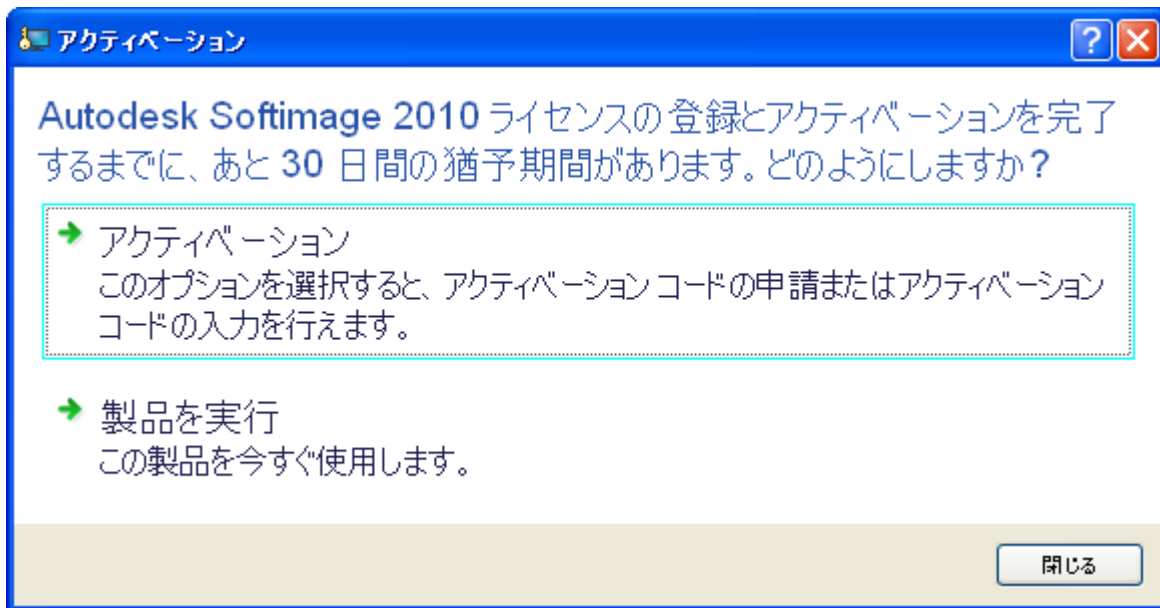 アクティベーション
Autodesk Softimage 2010 ライセンスの登録とアクティベーションを完了
するまでに、あと 30 日間の猶予期間があります。どのようにしますか?
アクティベーション
このオプションを選択すると、アクティベーション コードの申請またはアクティベーション
コードの入力を行えます。
製品を実行
この製品を今すぐ使用します。
閉じる